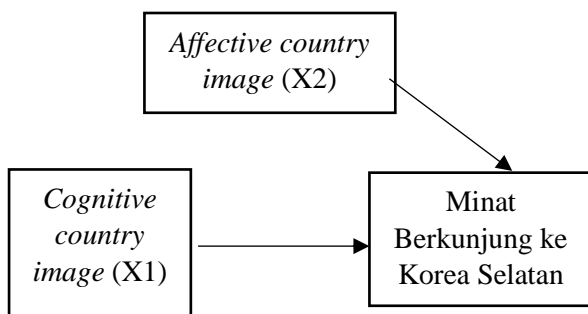 Affective country
image (X2)
Cognitive
country
image (X1)
Minat
Berkunjung ke
Korea Selatan